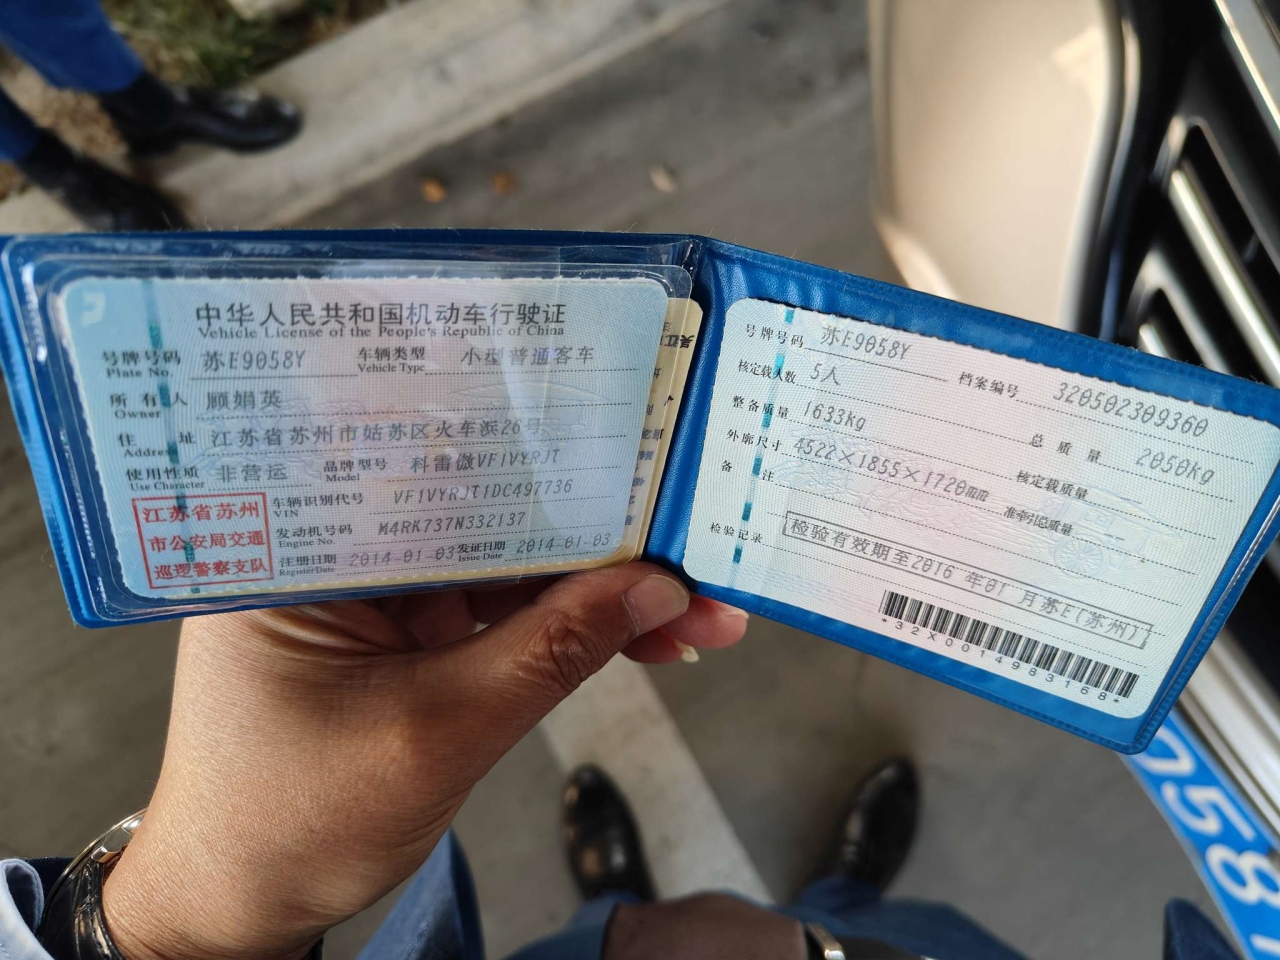 中华人民共和国机动车行驶证
Vehicle License of the People's Republic of China
号牌号码 苏E9058Y 车辆类型 小型普通客车
Plate No. Vehicle Type
所有人 顾娟英
Owner
住址 江苏省苏州市姑苏区火车浜26号
Address
使用性质 非营运 品牌型号 科雷傲VF1VYRJT
Use Character Model
江苏省苏州
市公安局交通
巡逻警察支队
车辆识别代号 VF1VYRJT1DC497736
VIN
发动机号码 M4RK737N332137
Engine No.
注册日期 2014-01-03 发证日期 2014-01-03
Register Date Issue Date
号牌号码 苏E9058Y 档案编号 320502309360
核定载人数 5人 总质量 2050kg
整备质量 1633kg 核定载质量
外廓尺寸 4522×1855×1720mm 准牵引总质量
备注
检验记录 检验有效期至2016年01月苏E(苏州)
*32X0014983168*
058